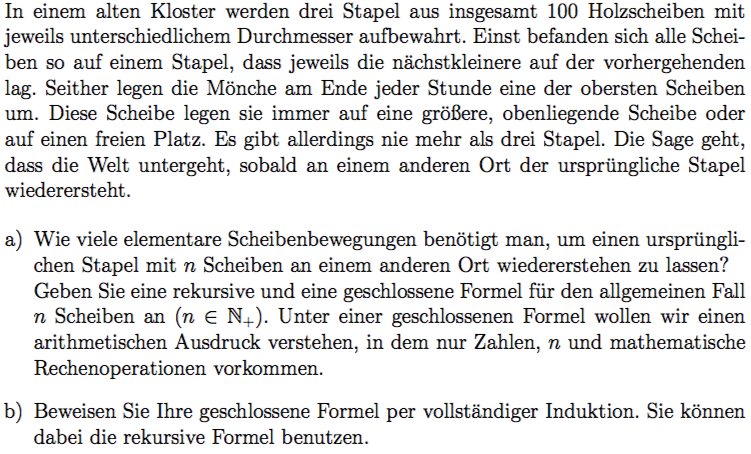 In einem alten Kloster werden drei Stapel aus insgesamt 100 Holzscheiben mit
jeweils unterschiedlichem Durchmesser aufbewahrt. Einst befanden sich alle Schei-
ben so auf einem Stapel, dass jeweils die nächstkleinere auf der vorhergehenden
lag. Seither legen die Mönche am Ende jeder Stunde eine der obersten Scheiben
um. Diese Scheibe legen sie immer auf eine größere, obenliegende Scheibe oder
auf einen freien Platz. Es gibt allerdings nie mehr als drei Stapel. Die Sage geht,
dass die Welt untergeht, sobald an einem anderen Ort der ursprüngliche Stapel
wiederersteht.
a) Wie viele elementare Scheibenbewegungen benötigt man, um einen ursprüngli-
chen Stapel mit n Scheiben an einem anderen Ort wiedererstehen zu lassen?
Geben Sie eine rekursive und eine geschlossene Formel für den allgemeinen Fall
n Scheiben an (n ∈ ℕ₊). Unter einer geschlossenen Formel wollen wir einen
arithmetischen Ausdruck verstehen, in dem nur Zahlen, n und mathematische
Rechenoperationen vorkommen.
b) Beweisen Sie Ihre geschlossene Formel per vollständiger Induktion. Sie können
dabei die rekursive Formel benutzen.